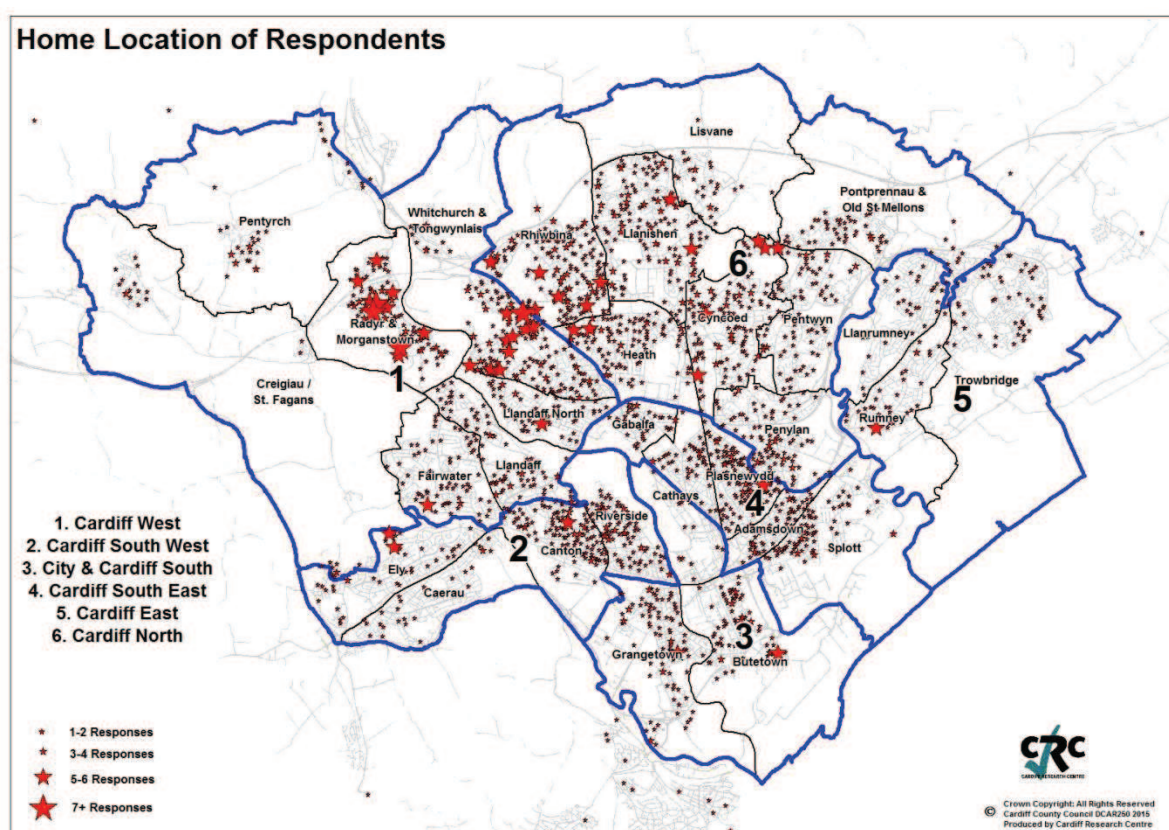 Home Location of Respondents
Lisvane
Pontprennau &
Old St Mellons
Whitchurch &
Tongwynlais
Pentyrch
Rhiwbina
Llanishen
6
Radyr &
Morganstown
Cyncoed
Pentwyn
Llanrumney
Heath
1
Creigiau /
St. Fagans
Trowbridge
5
Llandaff North
Gabalfa
Penylan
Rumney
Fairwater
Llandaff
Plasnewydd
Cathays
4
Riverside
Adamsdown
Splott
2
Canton
Ely
Caerau
1. Cardiff West
2. Cardiff South West
3. City & Cardiff South
4. Cardiff South East
5. Cardiff East
6. Cardiff North
3
Grangetown
Butetown
1-2 Responses
3-4 Responses
5-6 Responses
7+ Responses
CRC
CARDIFF RESEARCH CENTRE
© Crown Copyright: All Rights Reserved
Cardiff County Council DCAR250 2015
Produced by Cardiff Research Centre